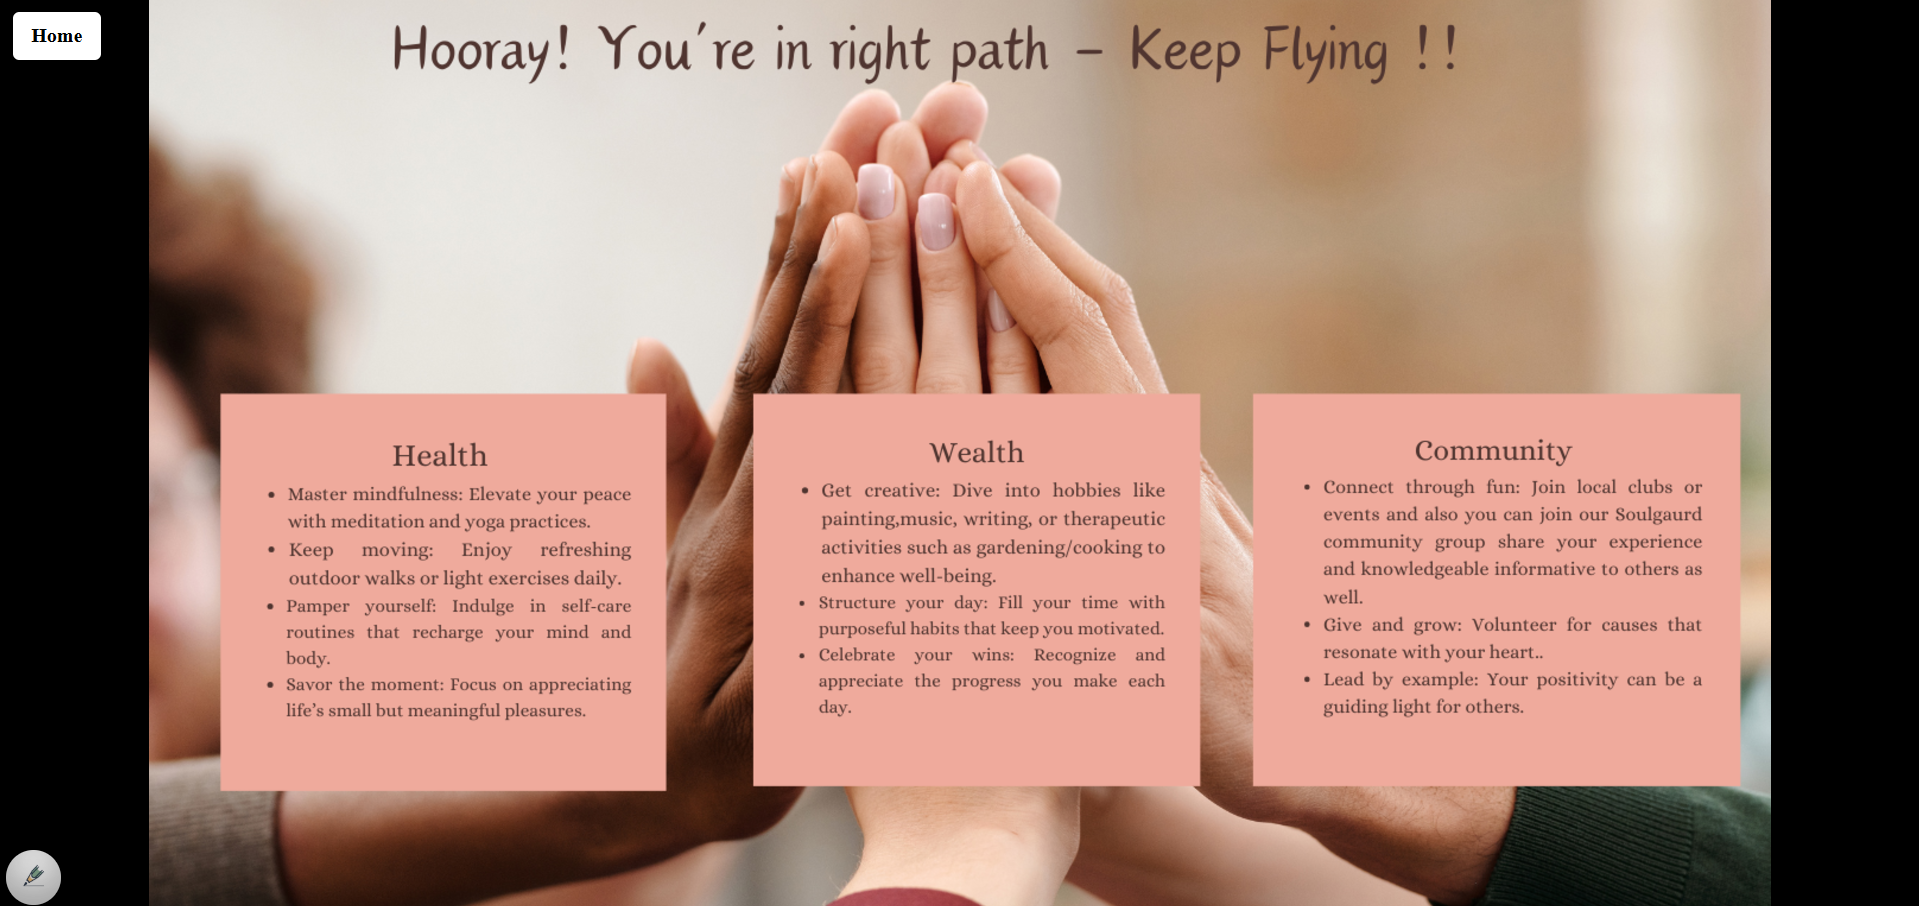 Home
Hooray! You're in right path - Keep Flying !!
Health
• Master mindfulness: Elevate your peace
with meditation and yoga practices.
• Keep moving: Enjoy refreshing
outdoor walks or light exercises daily.
• Pamper yourself: Indulge in self-care
routines that recharge your mind and
body.
• Savor the moment: Focus on appreciating
life's small but meaningful pleasures.
Wealth
• Get creative: Dive into hobbies like
painting,music, writing, or therapeutic
activities such as gardening/cooking to
enhance well-being.
• Structure your day: Fill your time with
purposeful habits that keep you motivated.
• Celebrate your wins: Recognize and
appreciate the progress you make each
day.
Community
• Connect through fun: Join local clubs or
events and also you can join our Soulgaurd
community group share your experience
and knowledgeable informative to others as
well.
• Give and grow: Volunteer for causes that
resonate with your heart..
• Lead by example: Your positivity can be a
guiding light for others.